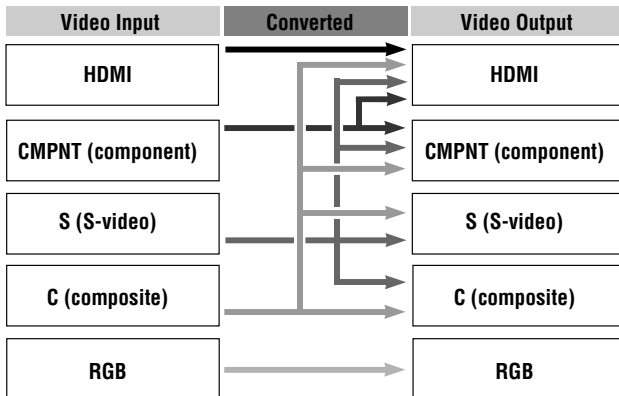 Video Input Converted Video Output
HDMI HDMI
CMPNT (component) CMPNT (component)
S (S-video) S (S-video)
C (composite) C (composite)
RGB RGB